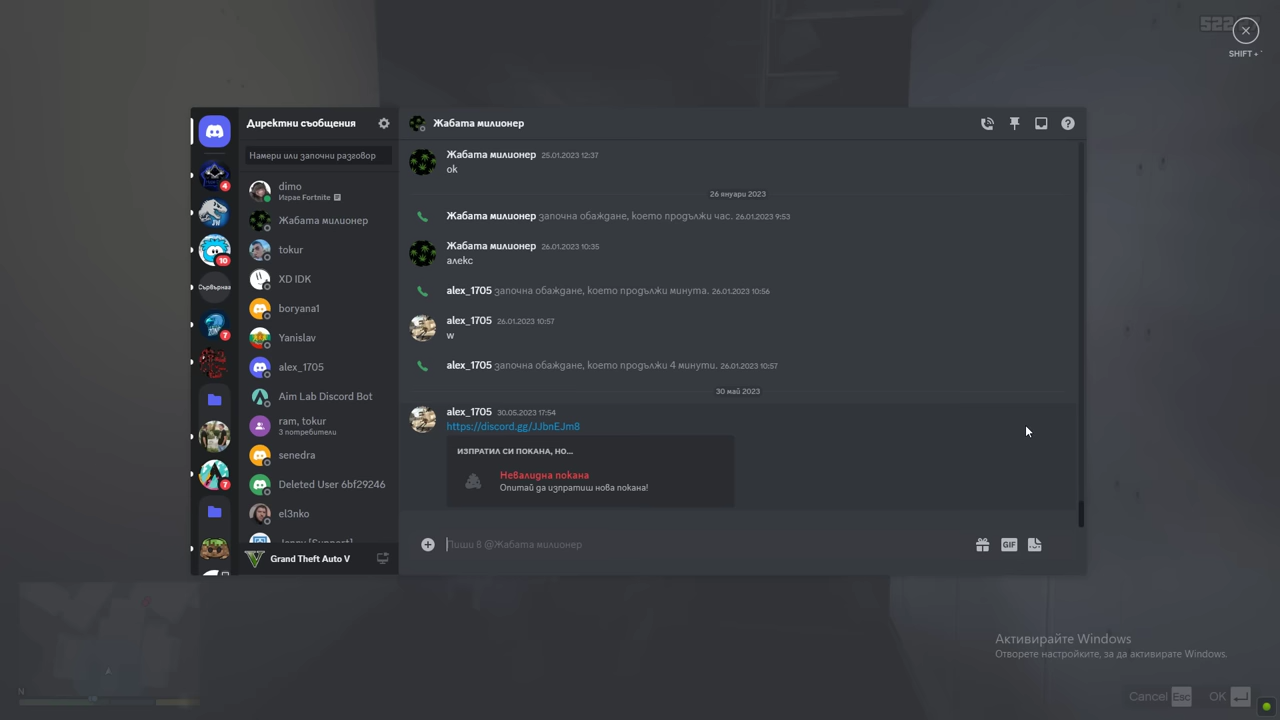 522
SHIFT + `
Директни съобщения
Намери или започни разговор
4
10
Сървърна
7
7
dimo
Играе Fortnite
Жабата милионер
tokur
XD IDK
boryana1
Yanislav
alex_1705
Aim Lab Discord Bot
ram, tokur
3 потребители
senedra
Deleted User 6bf29246
el3nko
Grand Theft Auto V
Жабата милионер
Жабата милионер 25.01.2023 12:37
ok
26 януари 2023
Жабата милионер започна обаждане, което продължи час. 26.01.2023 9:53
Жабата милионер 26.01.2023 10:35
алекс
alex_1705 започна обаждане, което продължи минута. 26.01.2023 10:56
alex_1705 26.01.2023 10:57
w
alex_1705 започна обаждане, което продължи 4 минути. 26.01.2023 10:57
30 май 2023
alex_1705 30.05.2023 17:54
https://discord.gg/JJbnEJm8
ИЗПРАТИЛ СИ ПОКАНА, НО...
Невалидна покана
Опитай да изпратиш нова покана!
Пиши в @Жабата милионер
GIF
Активирайте Windows
Отворете настройките, за да активирате Windows.
N
Cancel Esc OK